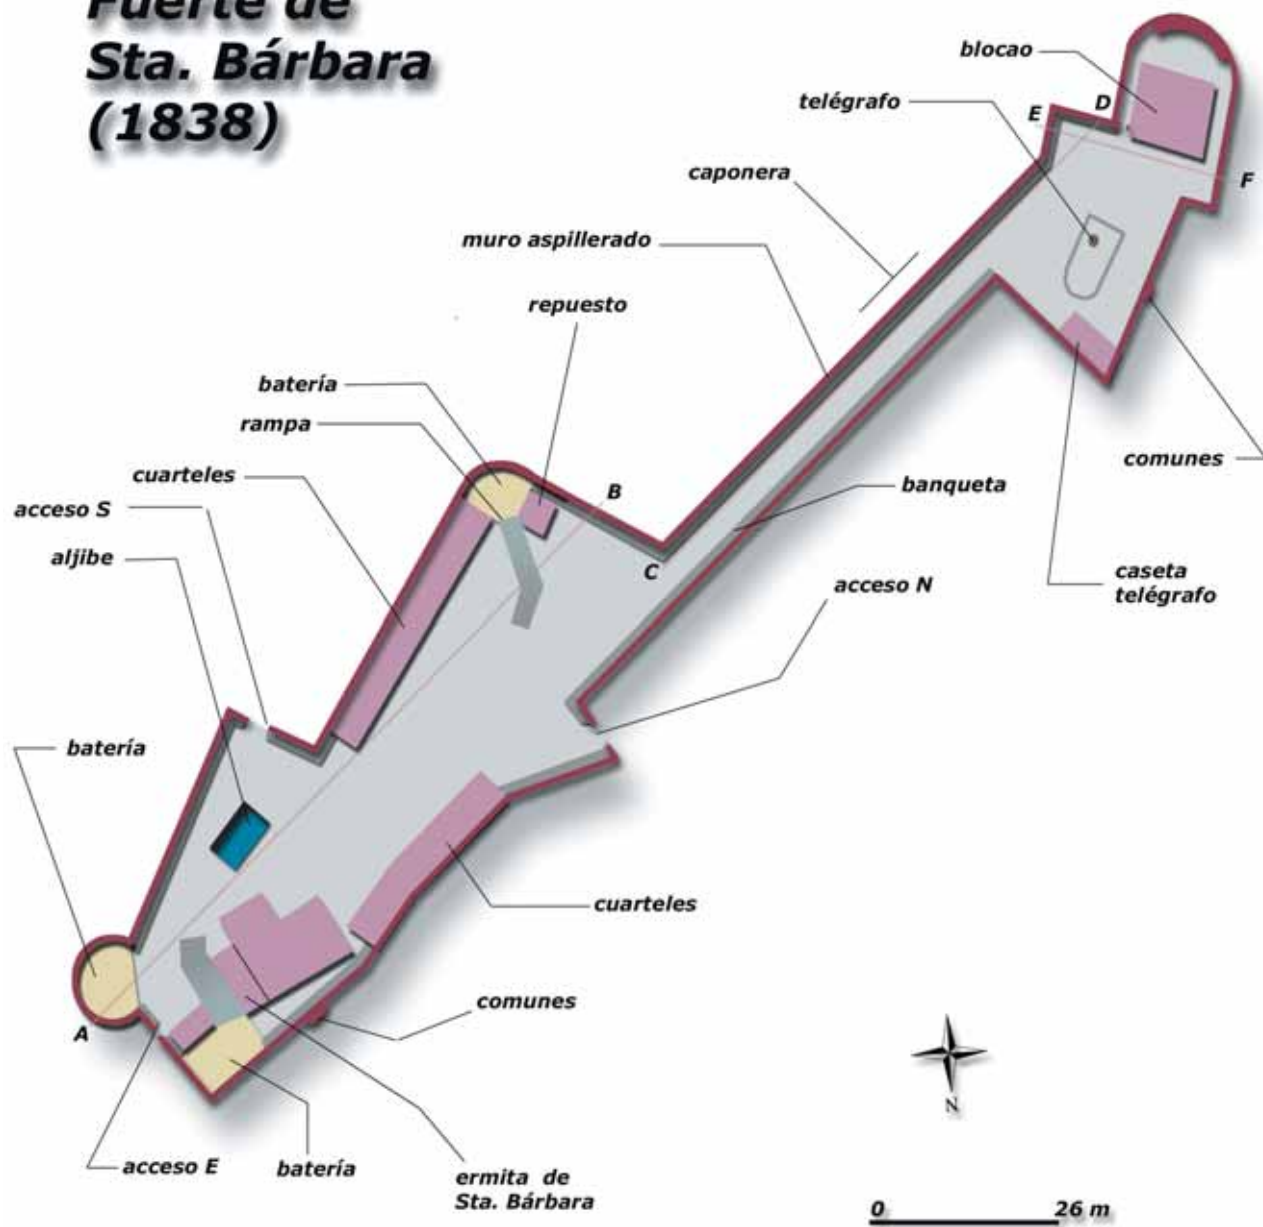 Fuerte de
Sta. Bárbara
(1838)
blocao
telégrafo
E
D
caponera
F
muro aspillerado
repuesto
batería
rampa
cuarteles
comunes
banqueta
B
acceso S
aljibe
C
acceso N
caseta
telégrafo
batería
cuarteles
comunes
A
N
acceso E
batería
ermita de
Sta. Bárbara
0
26 m